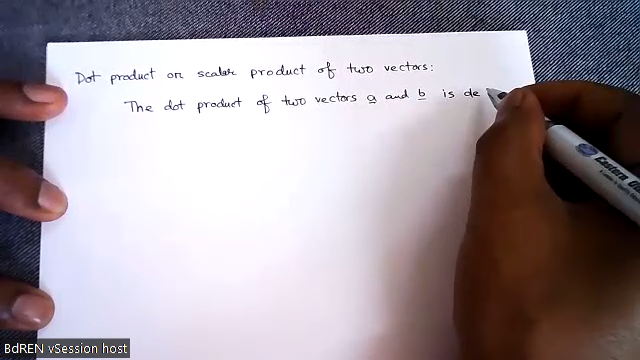 Dot product or scalar product of two vectors:
The dot product of two vectors a and b is de
Eastern
BdREN vSession host